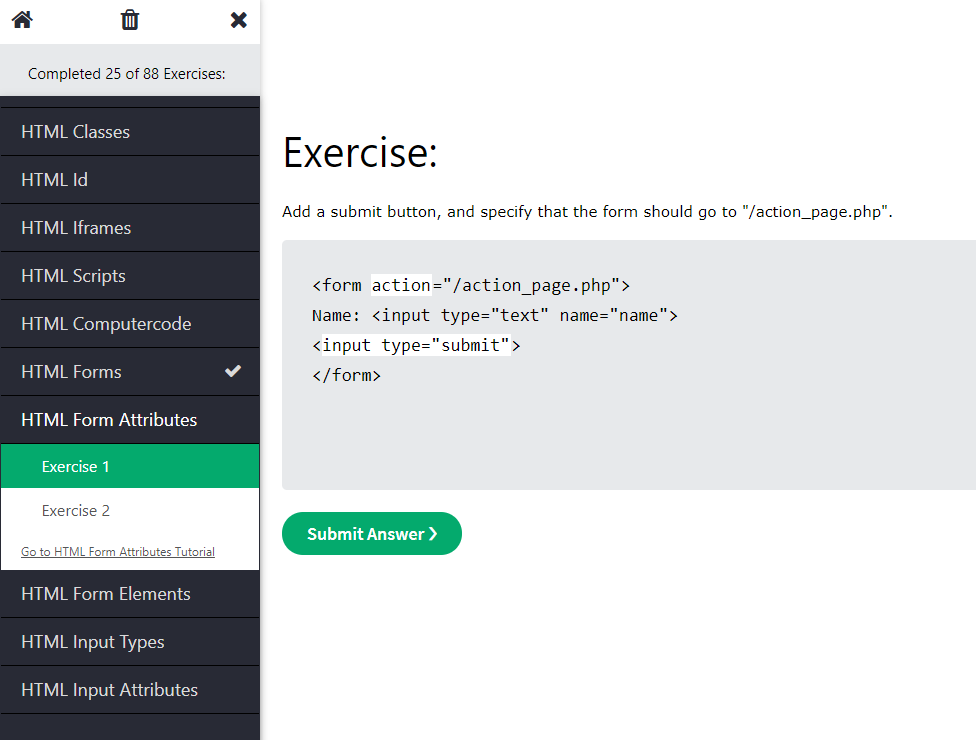 Completed 25 of 88 Exercises:
HTML Classes
HTML Id
HTML Iframes
HTML Scripts
HTML Computercode
HTML Forms
HTML Form Attributes
Exercise 1
Exercise 2
Go to HTML Form Attributes Tutorial
HTML Form Elements
HTML Input Types
HTML Input Attributes
Exercise:
Add a submit button, and specify that the form should go to "/action_page.php".
<form action="/action_page.php">
Name: <input type="text" name="name">
<input type="submit">
</form>
Submit Answer ❯